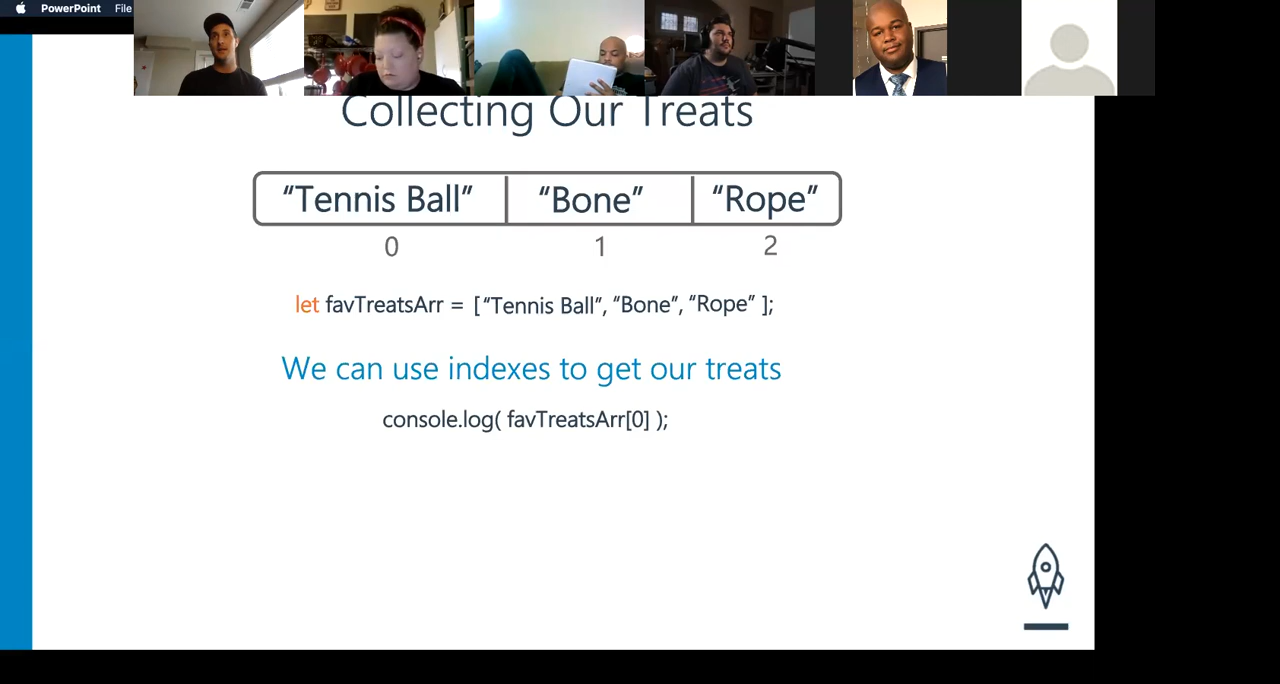 PowerPoint File
Collecting Our Treats
“Tennis Ball” “Bone” “Rope”
0 1 2
let favTreatsArr = [“Tennis Ball”, “Bone”, “Rope” ];
We can use indexes to get our treats
console.log( favTreatsArr[0] );